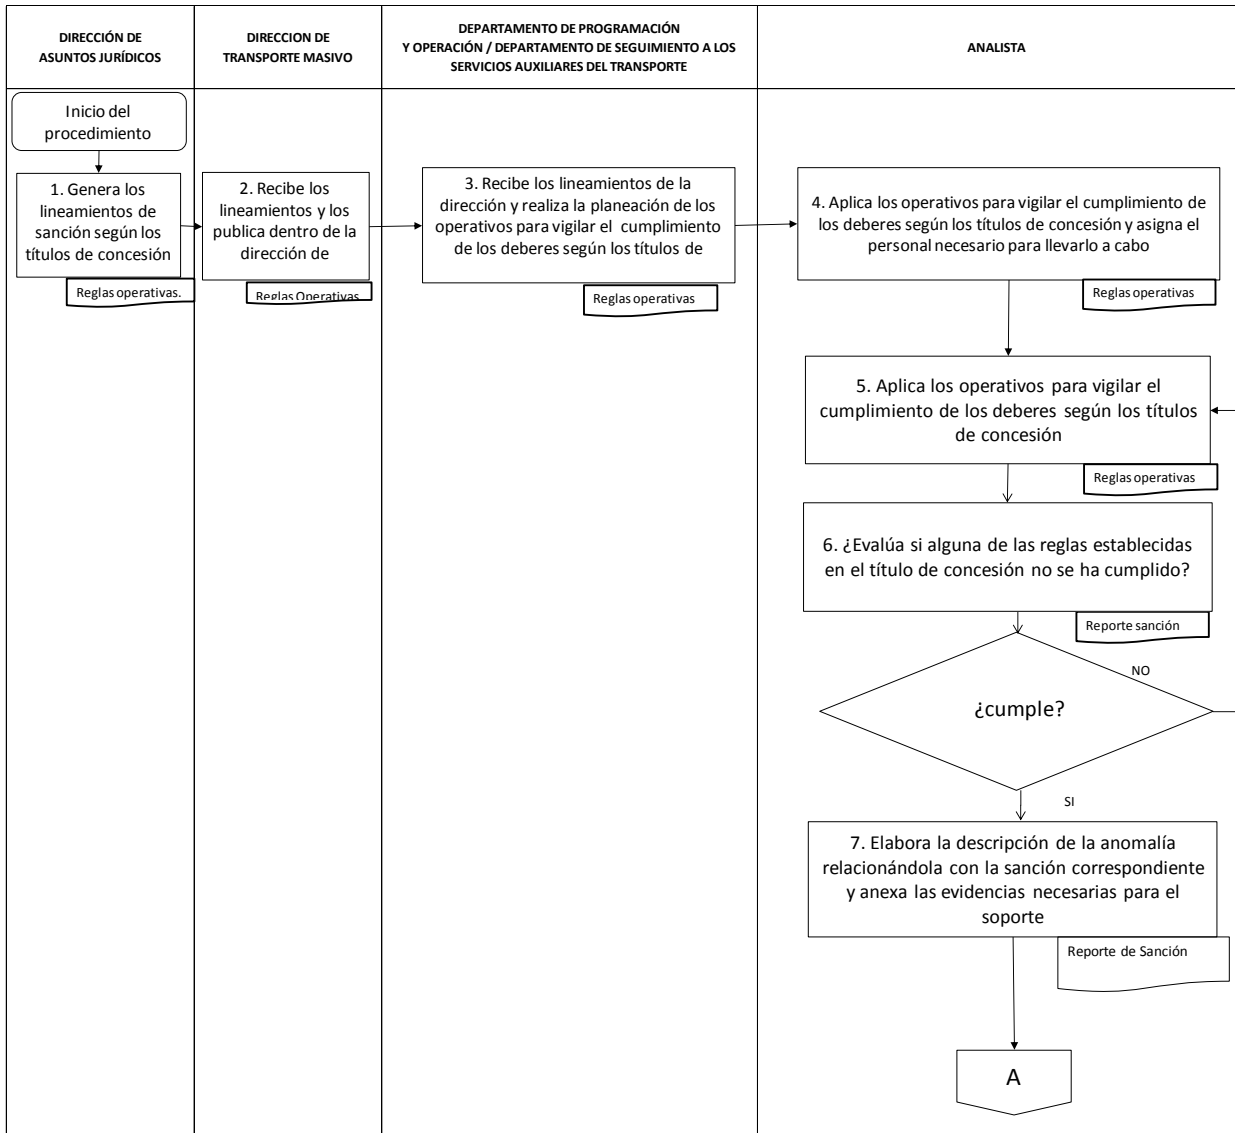 DIRECCIÓN DE
ASUNTOS JURÍDICOS
DIRECCION DE
TRANSPORTE MASIVO
DEPARTAMENTO DE PROGRAMACIÓN
Y OPERACIÓN / DEPARTAMENTO DE SEGUIMIENTO A LOS
SERVICIOS AUXILIARES DEL TRANSPORTE
ANALISTA
Inicio del
procedimiento
1. Genera los
lineamientos de
sanción según los
títulos de concesión
Reglas operativas.
2. Recibe los
lineamientos y los
publica dentro de la
dirección de
Reglas Operativas
3. Recibe los lineamientos de la
dirección y realiza la planeación de los
operativos para vigilar el cumplimiento
de los deberes según los títulos de
Reglas operativas
4. Aplica los operativos para vigilar el cumplimiento de
los deberes según los títulos de concesión y asigna el
personal necesario para llevarlo a cabo
Reglas operativas
5. Aplica los operativos para vigilar el
cumplimiento de los deberes según los títulos
de concesión
Reglas operativas
6. ¿Evalúa si alguna de las reglas establecidas
en el título de concesión no se ha cumplido?
Reporte sanción
NO
¿cumple?
SI
7. Elabora la descripción de la anomalía
relacionándola con la sanción correspondiente
y anexa las evidencias necesarias para el
soporte
Reporte de Sanción
A